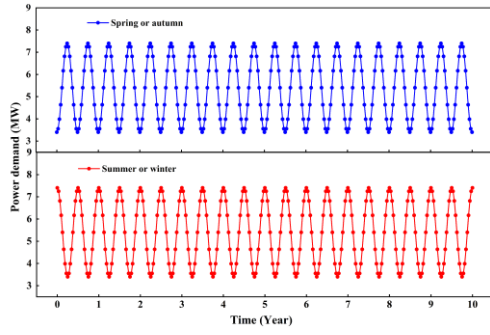 9
8
7
6
5
4
3
Spring or autumn
9
8
7
6
5
4
3
Summer or winter
Power demand (MW)
0 1 2 3 4 5 6 7 8 9 10
Time (Year)